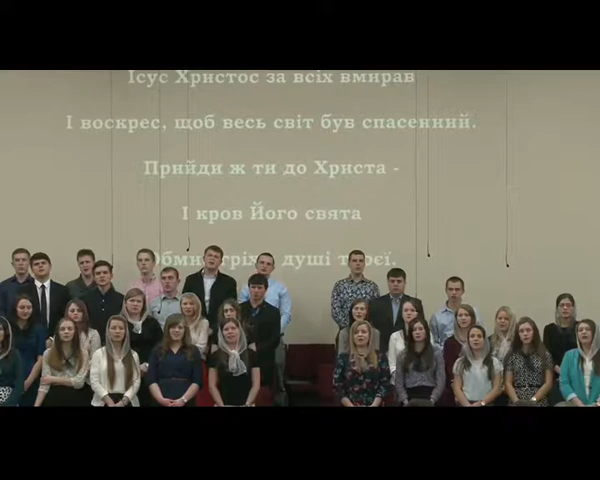 Ісус Христос за всіх вмирав
І воскрес, щоб весь світ був спасенний.
Прийди ж ти до Христа -
І кров Його свята
душі твоєї.